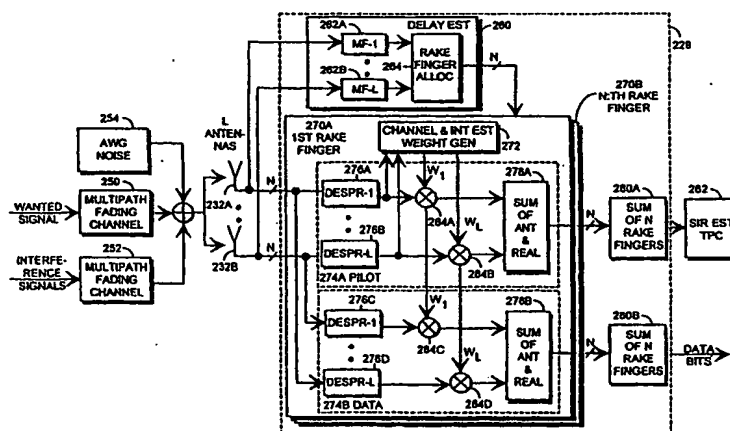 262A
DELAY EST
260
MF-1
228
264
RAKE
FINGER
ALLOC
N
262B
MF-L
270B
N:TH RAKE
FINGER
L
ANTEN-
NAS
270A
1ST RAKE
FINGER
CHANNEL & INT EST
WEIGHT GEN
272
254
AWG
NOISE
276A
W1
WL
278A
250
232A
N
DESPR-1
284A
SUM
OF
ANT
&
REAL
N
280A
SUM
OF N
RAKE
FINGERS
262
SIR EST
TPC
WANTED
SIGNAL
MULTIPATH
FADING
CHANNEL
276B
252
N
DESPR-L
284B
INTERFE-
RENCE
SIGNALS
MULTIPATH
FADING
CHANNEL
232B
274A PILOT
276C
W1
278B
280B
DESPR-1
284C
WL
SUM
OF
ANT
&
REAL
N
SUM
OF N
RAKE
FINGERS
DATA
BITS
276D
DESPR-L
284D
274B DATA